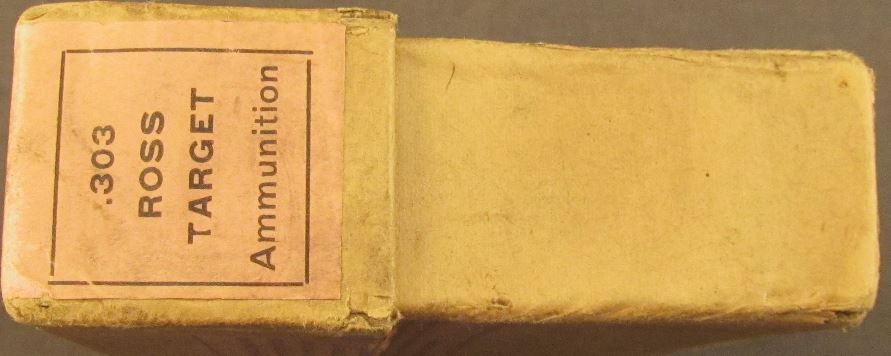 .303
ROSS
TARGET
Ammunition